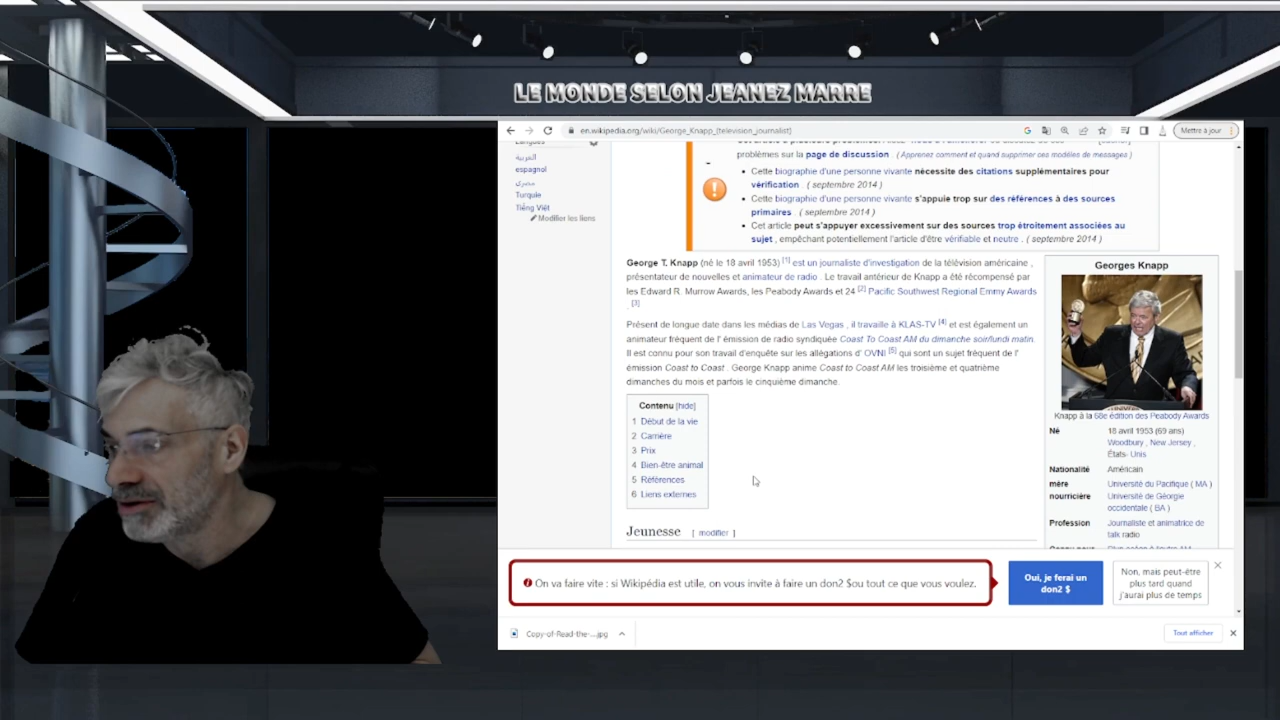 LE MONDE SELON JEANEZ MARRE
en.wikipedia.org/wiki/George_Knapp_(television_journalist)
Mettre à jour
Langues
العربية
espagnol
مصرى
Turquie
Tiếng Việt
Modifier les liens
problèmes sur la page de discussion . ( Apprenez comment et quand supprimer ces modèles de messages )
• Cette biographie d'une personne vivante nécesite des citations supplémentaires pour
vérification . ( septembre 2014 )
• Cette biographie d'une personne vivante s'appuie trop sur des références à des sources
primaires . ( septembre 2014 )
• Cet article peut s'appuyer excessivement sur des sources trop étroitement associées au
sujet , empêchant potentiellement l'article d'être vérifiable et neutre . ( septembre 2014 )
George T. Knapp (né le 18 avril 1953) [1] est un journaliste d'investigation de la télévision américaine ,
présentateur de nouvelles et animateur de radio . Le travail antérieur de Knapp a été récompensé par
les Edward R. Murrow Awards, les Peabody Awards et 24 [2] Pacific Southwest Regional Emmy Awards
. [3]
Présent de longue date dans les médias de Las Vegas , il travaille à KLAS-TV [4] et est également un
animateur fréquent de l' émission de radio syndiquée Coast To Coast AM du dimanche soir/lundi matin.
Il est connu pour son travail d'enquête sur les allégations d' OVNI [5] qui sont un sujet fréquent de l'
émission Coast to Coast . George Knapp anime Coast to Coast AM les troisième et quatrième
dimanches du mois et parfois le cinquième dimanche.
Contenu [hide]
1 Début de la vie
2 Carrière
3 Prix
4 Bien-être animal
5 Références
6 Liens externes
Jeunesse [ modifier ]
Georges Knapp
Knapp à la 68e édition des Peabody Awards
Né 18 avril 1953 (69 ans)
Woodbury , New Jersey ,
États- Unis
Nationalité Américain
mère Université du Pacifique ( MA )
nourricière Université de Géorgie
occidentale ( BA )
Profession Journaliste et animatrice de
talk radio
On va faire vite : si Wikipédia est utile, on vous invite à faire un don2 $ou tout ce que vous voulez.
Oui, je ferai un
don2 $
Non, mais peut-être
plus tard quand
j'aurai plus de temps
Copy-of-Read-the-....jpg
Tout afficher